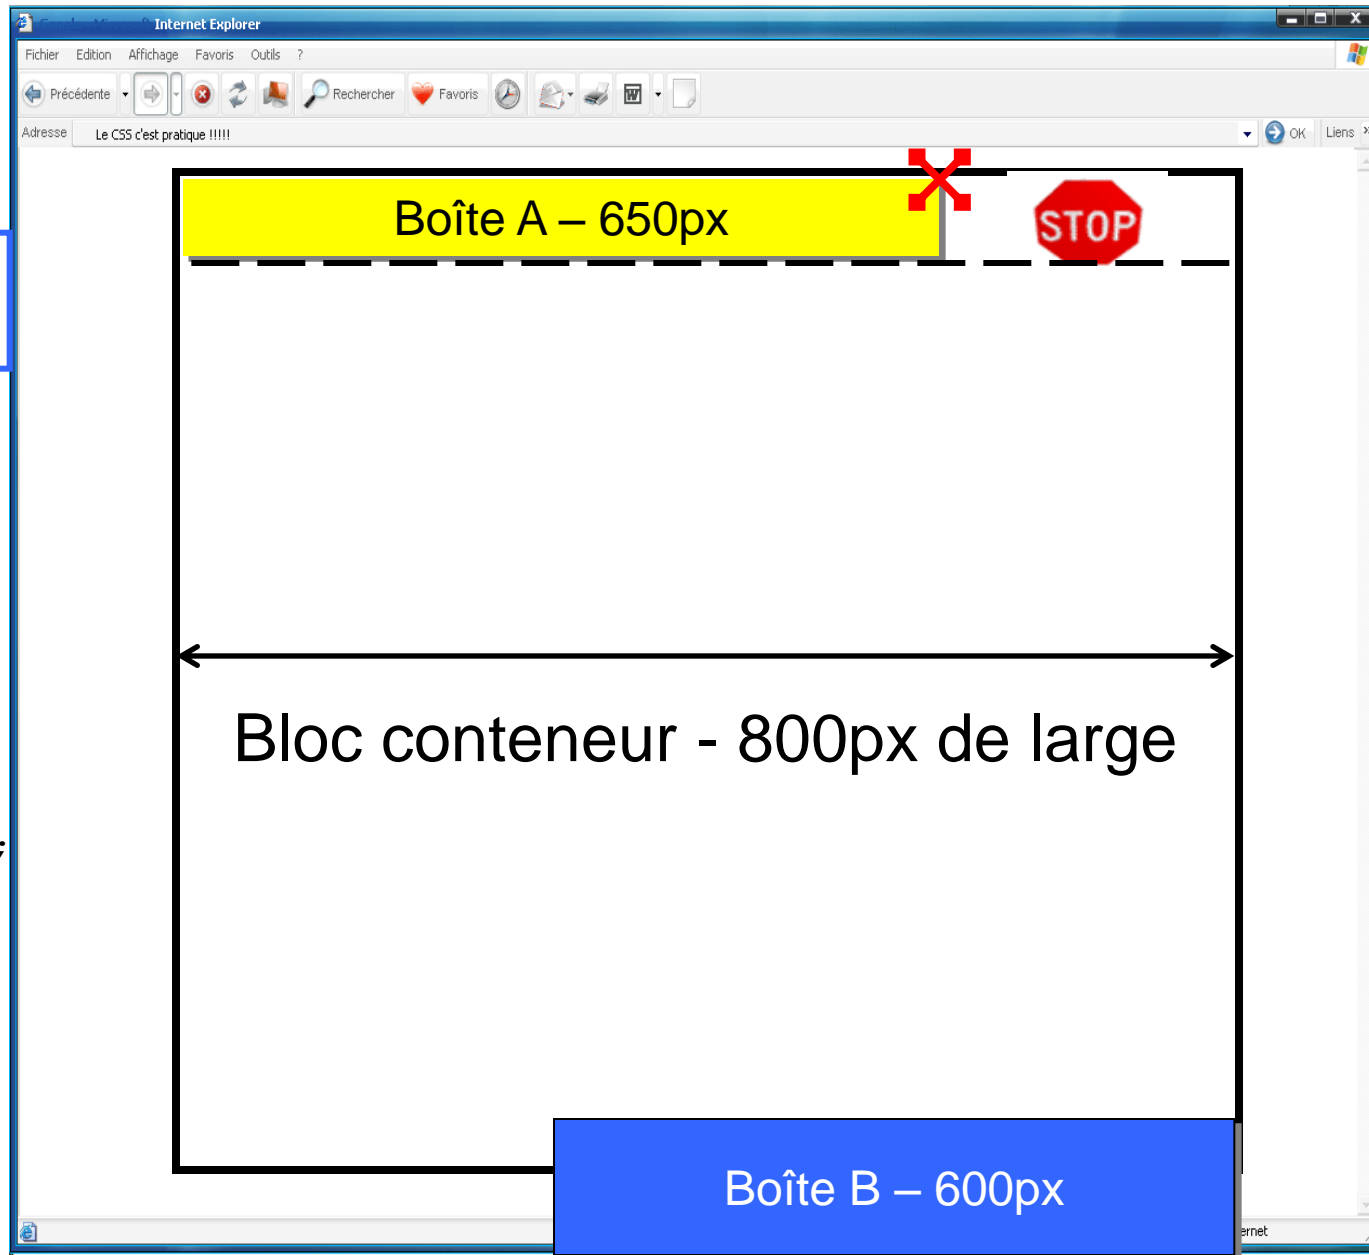 Internet Explorer
Fichier Edition Affichage Favoris Outils ?
Précédente Rechercher Favoris
Adresse Le CSS c'est pratique !!!!! OK Liens »
Boîte A – 650px
STOP
Bloc conteneur - 800px de large
;
Boîte B – 600px
ernet